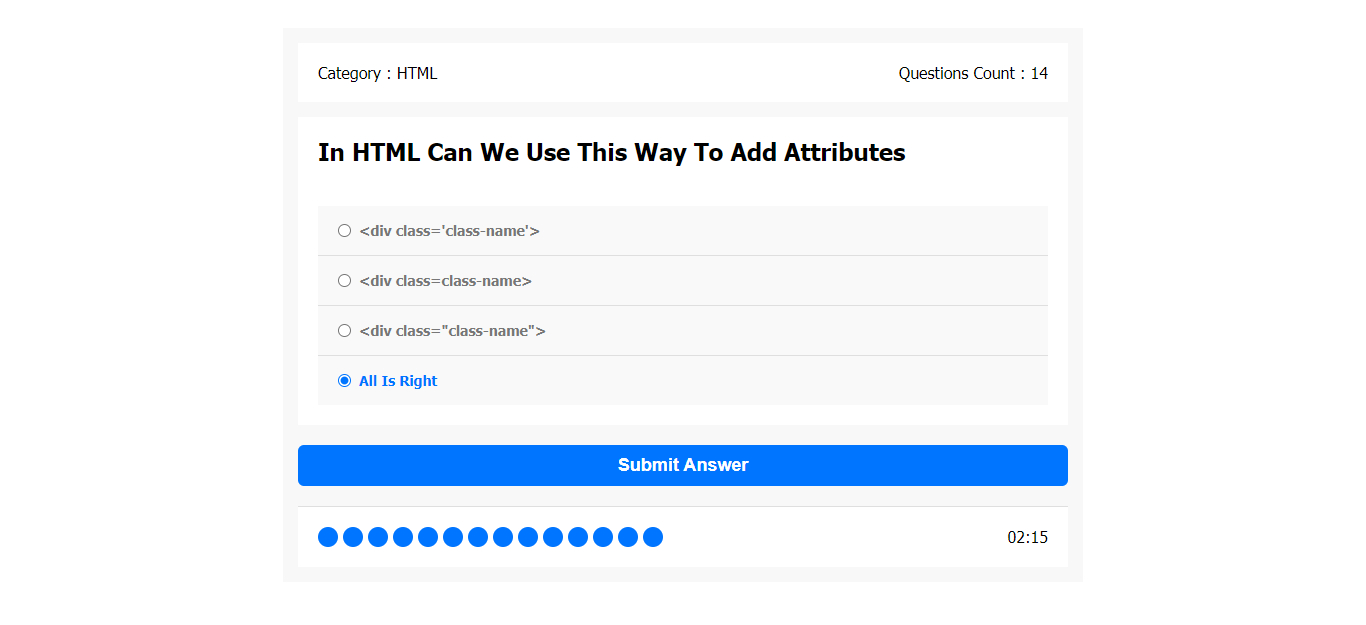 Category : HTML Questions Count : 14
In HTML Can We Use This Way To Add Attributes
<div class='class-name'>
<div class=class-name>
<div class="class-name">
All Is Right
Submit Answer
02:15